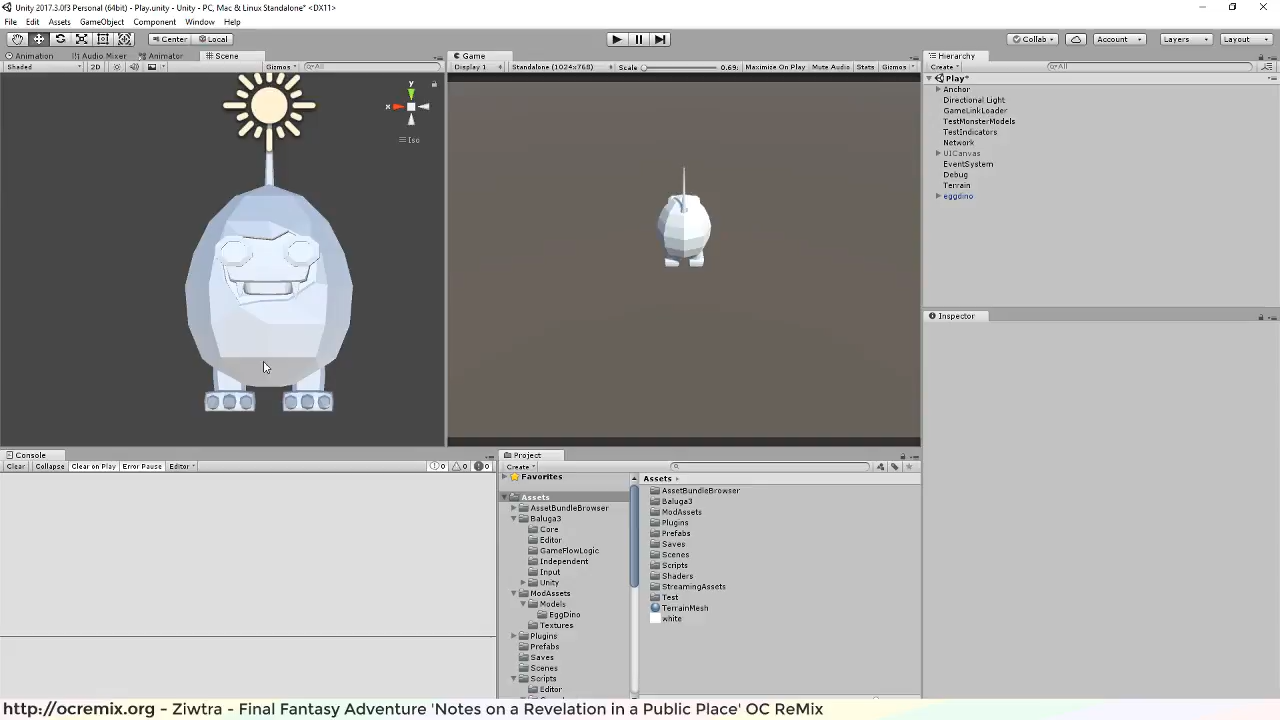 Unity 2017.3.0f3 Personal (64bit) - Play.unity - Unity - PC, Mac & Linux Standalone* <DX11>
File Edit Assets GameObject Component Window Help
Center Local Collab Account Layers Layout
Animation Audio Mixer Animator Scene Game Hierarchy
Shaded 2D Gizmos All Display 1 Standalone (1024x768) Scale 0.69: Maximize On Play Mute Audio Stats Gizmos Create All
Play*
Anchor
Directional Light
GameLinkLoader
TestMonsterModels
TestIndicators
Network
UICanvas
EventSystem
Debug
Terrain
eggdino
y
x
Iso
Inspector
Console
Clear Collapse Clear on Play Error Pause Editor 0 0 0
Project
Create
Favorites
Assets
AssetBundleBrowser
Baluga3
Core
Editor
GameFlowLogic
Independent
Input
Unity
ModAssets
Models
EggDino
Textures
Plugins
Prefabs
Saves
Scenes
Scripts
Editor
Assets
AssetBundleBrowser
Baluga3
ModAssets
Plugins
Prefabs
Saves
Scenes
Scripts
Shaders
StreamingAssets
Test
TerrainMesh
white
http://ocremix.org - Ziwtra - Final Fantasy Adventure 'Notes on a Revelation in a Public Place' OC ReMix